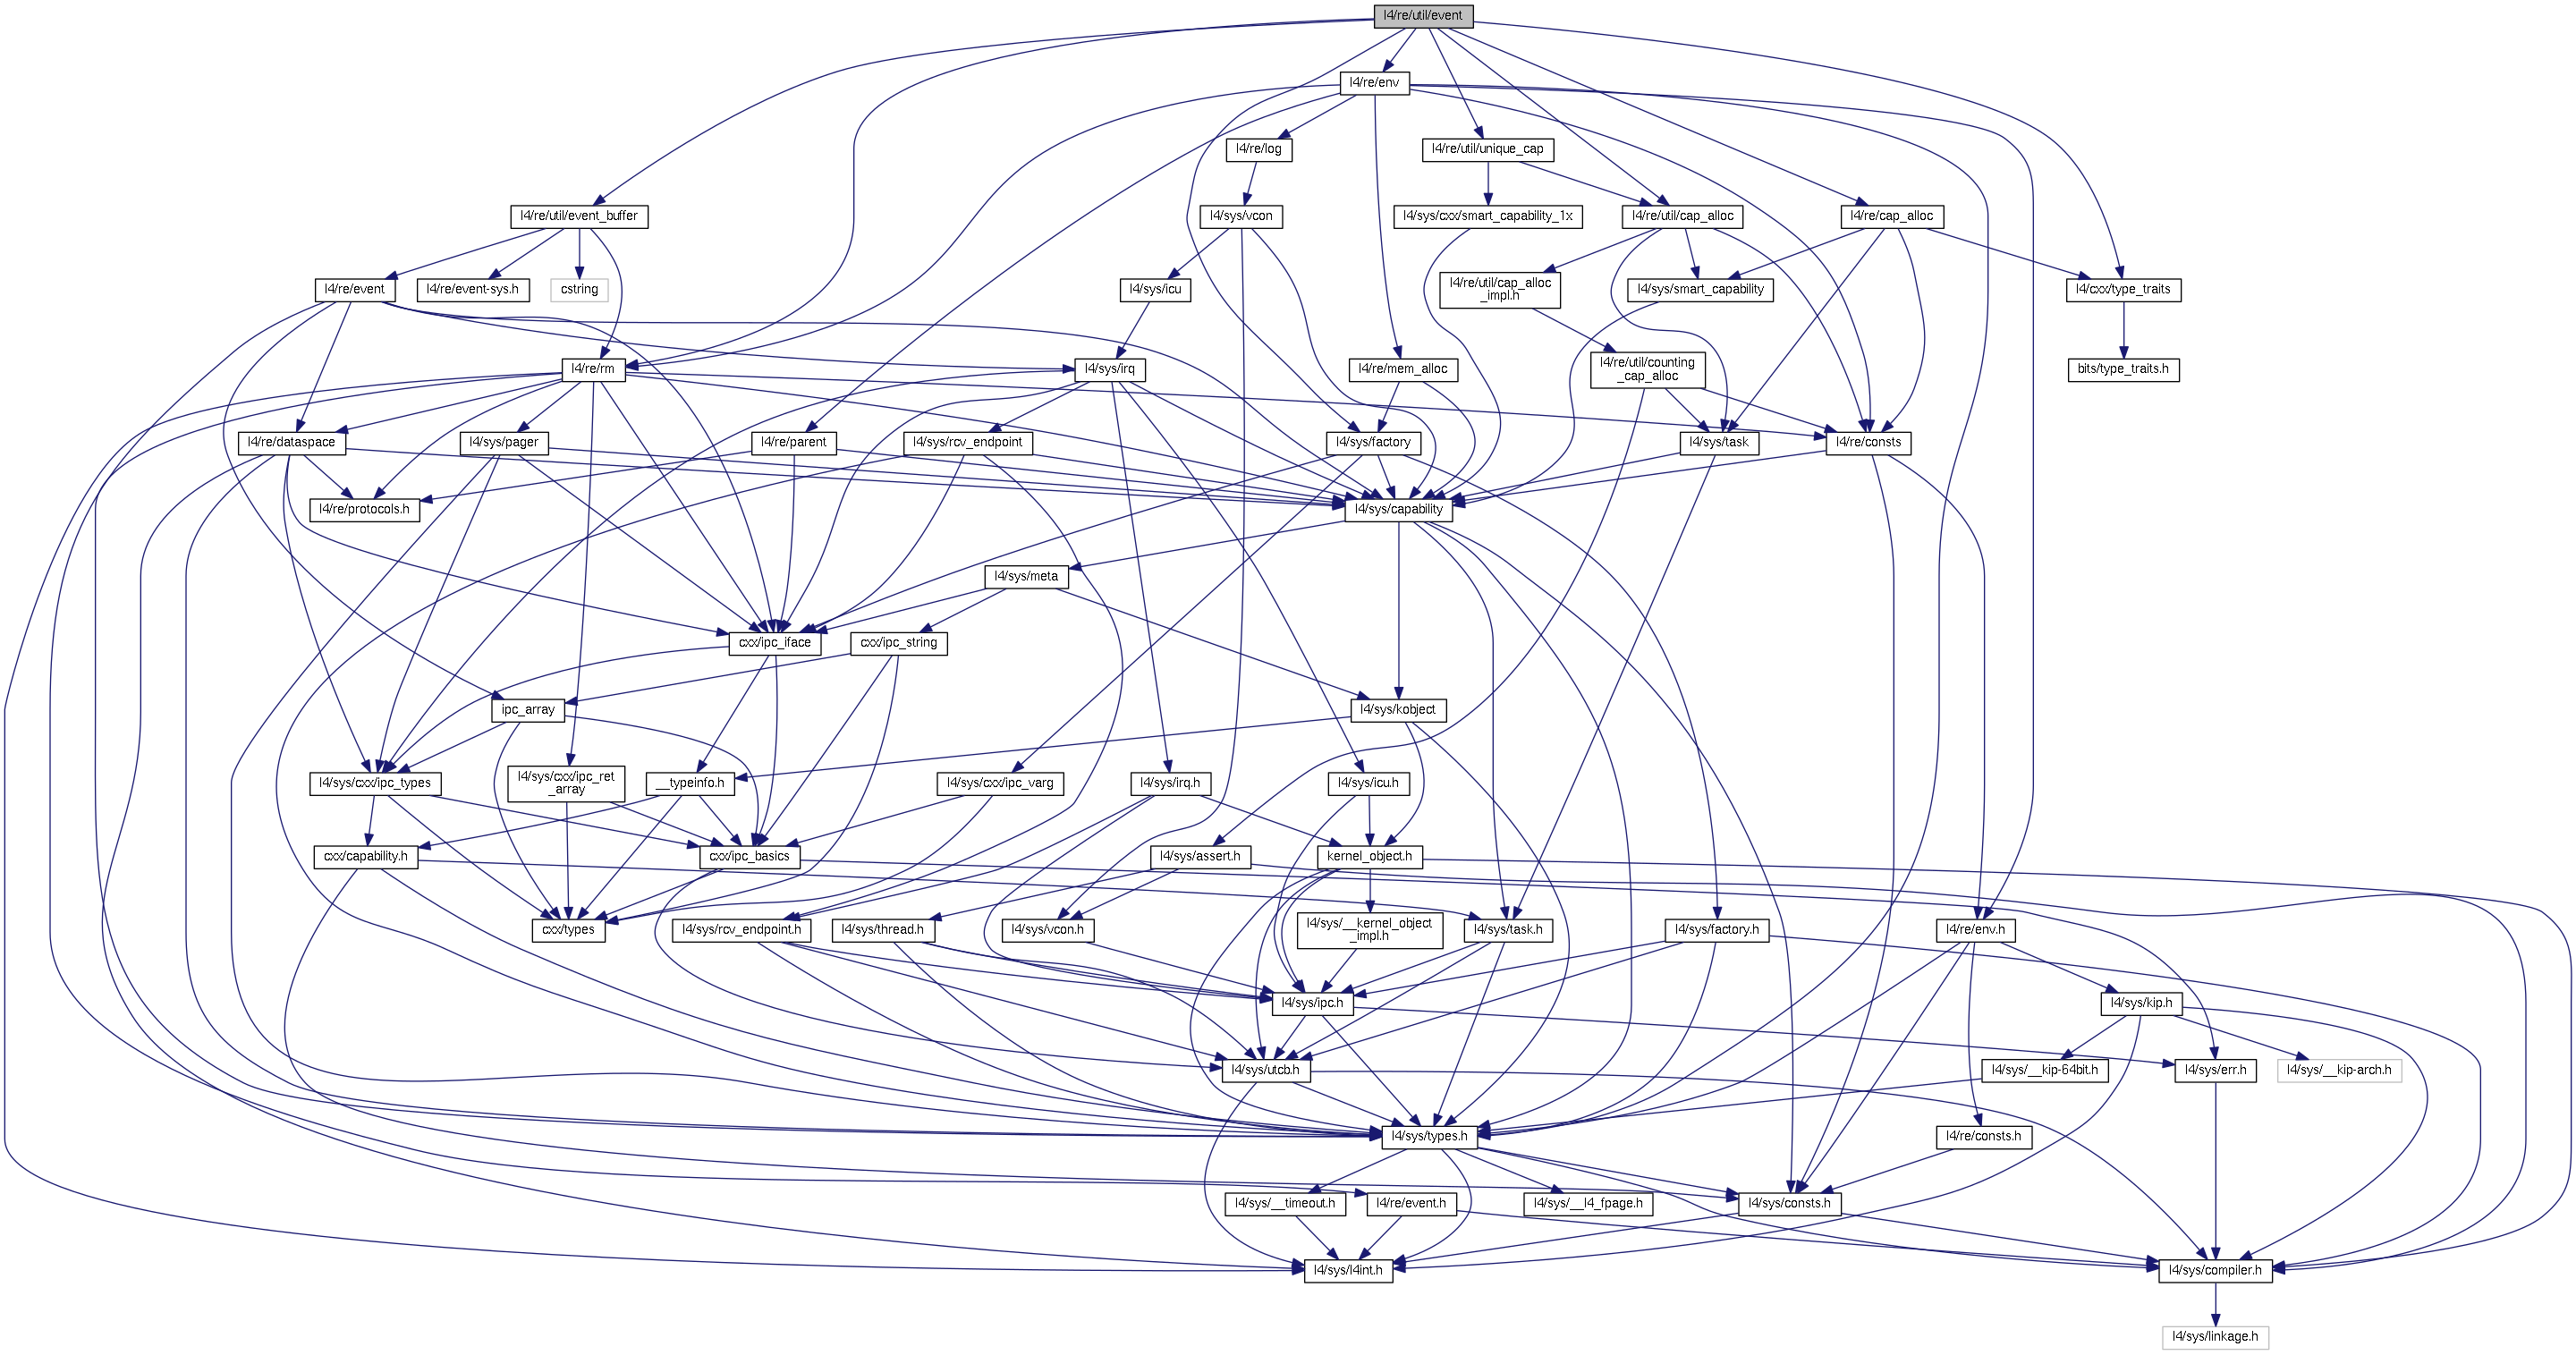 l4/re/util/event
l4/re/env
l4/re/log
l4/re/util/unique_cap
l4/re/util/event_buffer
l4/sys/vcon
l4/sys/cxx/smart_capability_1x
l4/re/util/cap_alloc
l4/re/cap_alloc
l4/re/event
l4/re/event-sys.h
cstring
l4/sys/icu
l4/re/util/cap_alloc
_impl.h
l4/sys/smart_capability
l4/cxx/type_traits
l4/re/rm
l4/sys/irq
l4/re/mem_alloc
l4/re/util/counting
_cap_alloc
bits/type_traits.h
l4/re/dataspace
l4/sys/pager
l4/re/parent
l4/sys/rcv_endpoint
l4/sys/factory
l4/sys/task
l4/re/consts
l4/re/protocols.h
l4/sys/capability
l4/sys/meta
cxx/ipc_iface
cxx/ipc_string
ipc_array
l4/sys/kobject
l4/sys/cxx/ipc_types
l4/sys/cxx/ipc_ret
_array
__typeinfo.h
l4/sys/cxx/ipc_varg
l4/sys/irq.h
l4/sys/icu.h
cxx/capability.h
cxx/ipc_basics
l4/sys/assert.h
kernel_object.h
cxx/types
l4/sys/rcv_endpoint.h
l4/sys/thread.h
l4/sys/vcon.h
l4/sys/__kernel_object
_impl.h
l4/sys/task.h
l4/sys/factory.h
l4/re/env.h
l4/sys/ipc.h
l4/sys/kip.h
l4/sys/utcb.h
l4/sys/__kip-64bit.h
l4/sys/err.h
l4/sys/__kip-arch.h
l4/sys/types.h
l4/re/consts.h
l4/sys/__timeout.h
l4/re/event.h
l4/sys/__l4_fpage.h
l4/sys/consts.h
l4/sys/l4int.h
l4/sys/compiler.h
l4/sys/linkage.h